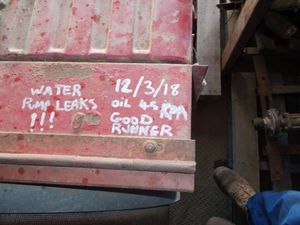 WATER
PUMP LEAKS
!!!
12/3/18
OIL 45 KPA
GOOD
RUNNER